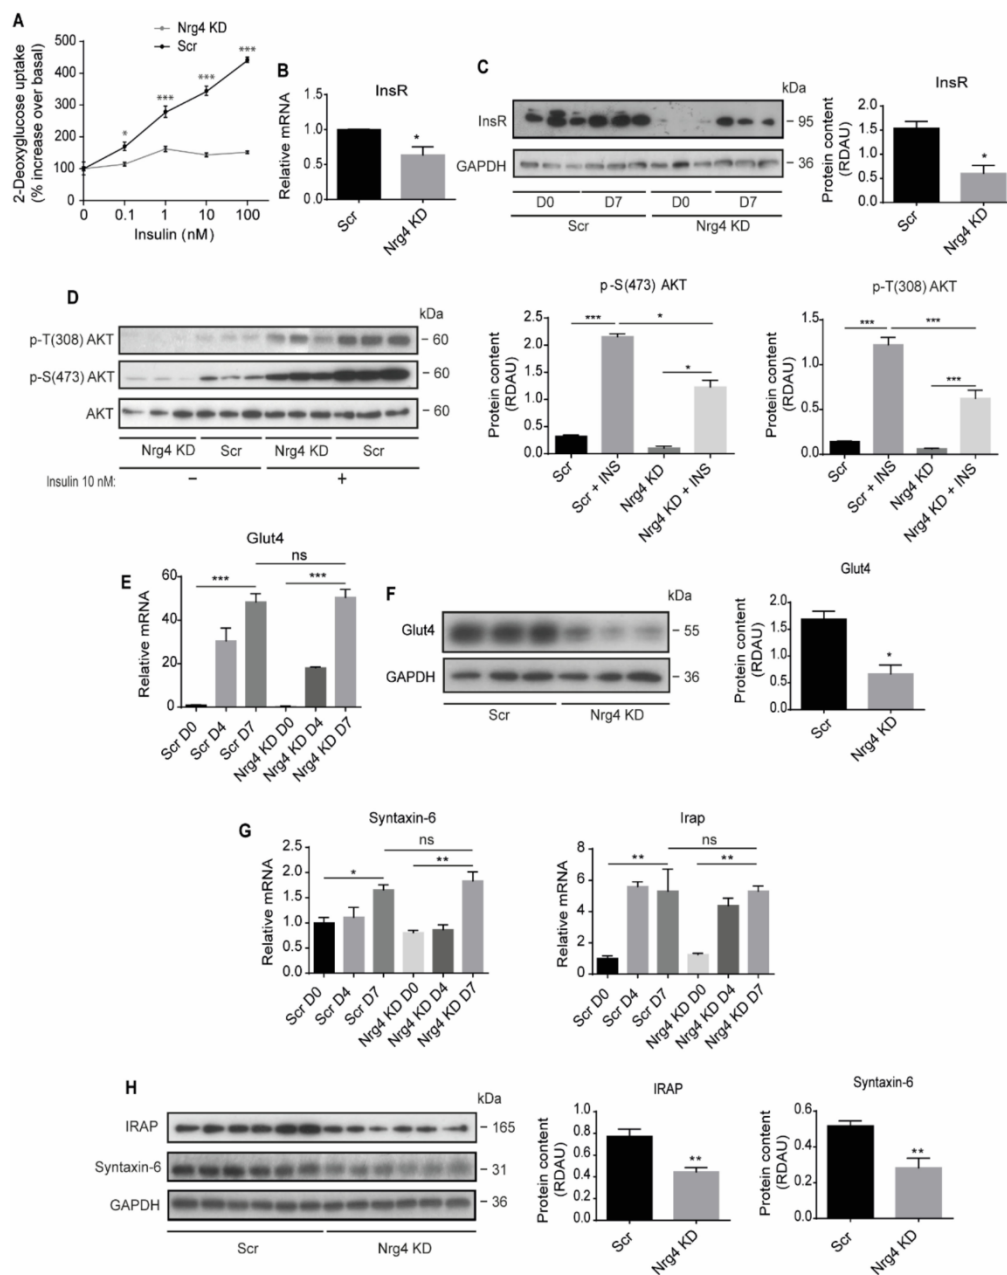 A
Nrg4 KD
Scr
2-Deoxyglucose uptake
(% increase over basal)
500
400
300
200
100
0
*
***
***
***
0
0.1
1
10
100
Insulin (nM)
B
InsR
Relative mRNA
1.5
1.0
0.5
0.0
*
Scr
Nrg4 KD
C
kDa
InsR
95
GAPDH
36
D0
D7
D0
D7
Scr
Nrg4 KD
InsR
Protein content
(RDAU)
2.0
1.5
1.0
0.5
0.0
*
Scr
Nrg4 KD
D
kDa
p-T(308) AKT
60
p-S(473) AKT
60
AKT
60
Nrg4 KD
Scr
Nrg4 KD
Scr
Insulin 10 nM:
−
+
p-S(473) AKT
Protein content
(RDAU)
2.5
2.0
1.5
1.0
0.5
0.0
***
*
*
Scr
Scr + INS
Nrg4 KD
Nrg4 KD + INS
p-T(308) AKT
Protein content
(RDAU)
1.5
1.0
0.5
0.0
***
***
***
Scr
Scr + INS
Nrg4 KD
Nrg4 KD + INS
E
Glut4
Relative mRNA
60
40
20
0
***
ns
***
Scr D0
Scr D4
Scr D7
Nrg4 KD D0
Nrg4 KD D4
Nrg4 KD D7
F
kDa
Glut4
55
GAPDH
36
Scr
Nrg4 KD
Glut4
Protein content
(RDAU)
2.0
1.5
1.0
0.5
0.0
*
Scr
Nrg4 KD
G
Syntaxin-6
Relative mRNA
2.5
2.0
1.5
1.0
0.5
0.0
*
ns
**
Scr D0
Scr D4
Scr D7
Nrg4 KD D0
Nrg4 KD D4
Nrg4 KD D7
Irap
Relative mRNA
8
6
4
2
0
**
ns
**
Scr D0
Scr D4
Scr D7
Nrg4 KD D0
Nrg4 KD D4
Nrg4 KD D7
H
kDa
IRAP
165
Syntaxin-6
31
GAPDH
36
Scr
Nrg4 KD
IRAP
Protein content
(RDAU)
1.0
0.8
0.6
0.4
0.2
0.0
**
Scr
Nrg4 KD
Syntaxin-6
Protein content
(RDAU)
0.6
0.4
0.2
0.0
**
Scr
Nrg4 KD